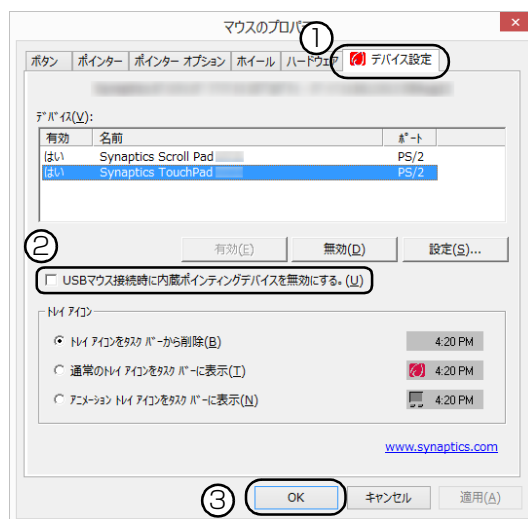 マウスのプロパ
①
ボタン ポインター ポインター オプション ホイール ハードウェア デバイス設定
デバイス(V):
有効 名前 ポート
はい Synaptics Scroll Pad PS/2
はい Synaptics TouchPad PS/2
②
有効(E) 無効(D) 設定(S)...
USBマウス接続時に内蔵ポインティングデバイスを無効にする。(U)
トレイ アイコン
トレイ アイコンをタスク バーから削除(B) 4:20 PM
通常のトレイ アイコンをタスク バーに表示(T) 4:20 PM
アニメーション トレイ アイコンをタスク バーに表示(N) 4:20 PM
www.synaptics.com
③ OK キャンセル 適用(A)